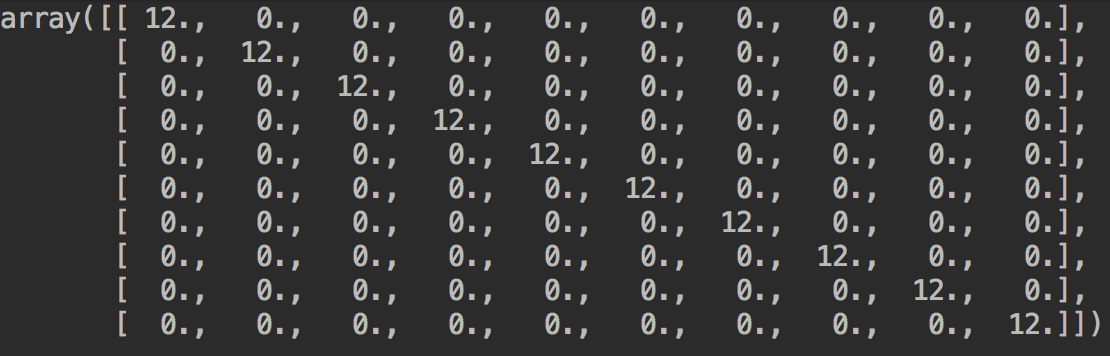 array([[ 12.,   0.,   0.,   0.,   0.,   0.,   0.,   0.,   0.,   0.],
       [  0.,  12.,   0.,   0.,   0.,   0.,   0.,   0.,   0.,   0.],
       [  0.,   0.,  12.,   0.,   0.,   0.,   0.,   0.,   0.,   0.],
       [  0.,   0.,   0.,  12.,   0.,   0.,   0.,   0.,   0.,   0.],
       [  0.,   0.,   0.,   0.,  12.,   0.,   0.,   0.,   0.,   0.],
       [  0.,   0.,   0.,   0.,   0.,  12.,   0.,   0.,   0.,   0.],
       [  0.,   0.,   0.,   0.,   0.,   0.,  12.,   0.,   0.,   0.],
       [  0.,   0.,   0.,   0.,   0.,   0.,   0.,  12.,   0.,   0.],
       [  0.,   0.,   0.,   0.,   0.,   0.,   0.,   0.,  12.,   0.],
       [  0.,   0.,   0.,   0.,   0.,   0.,   0.,   0.,   0.,  12.]])